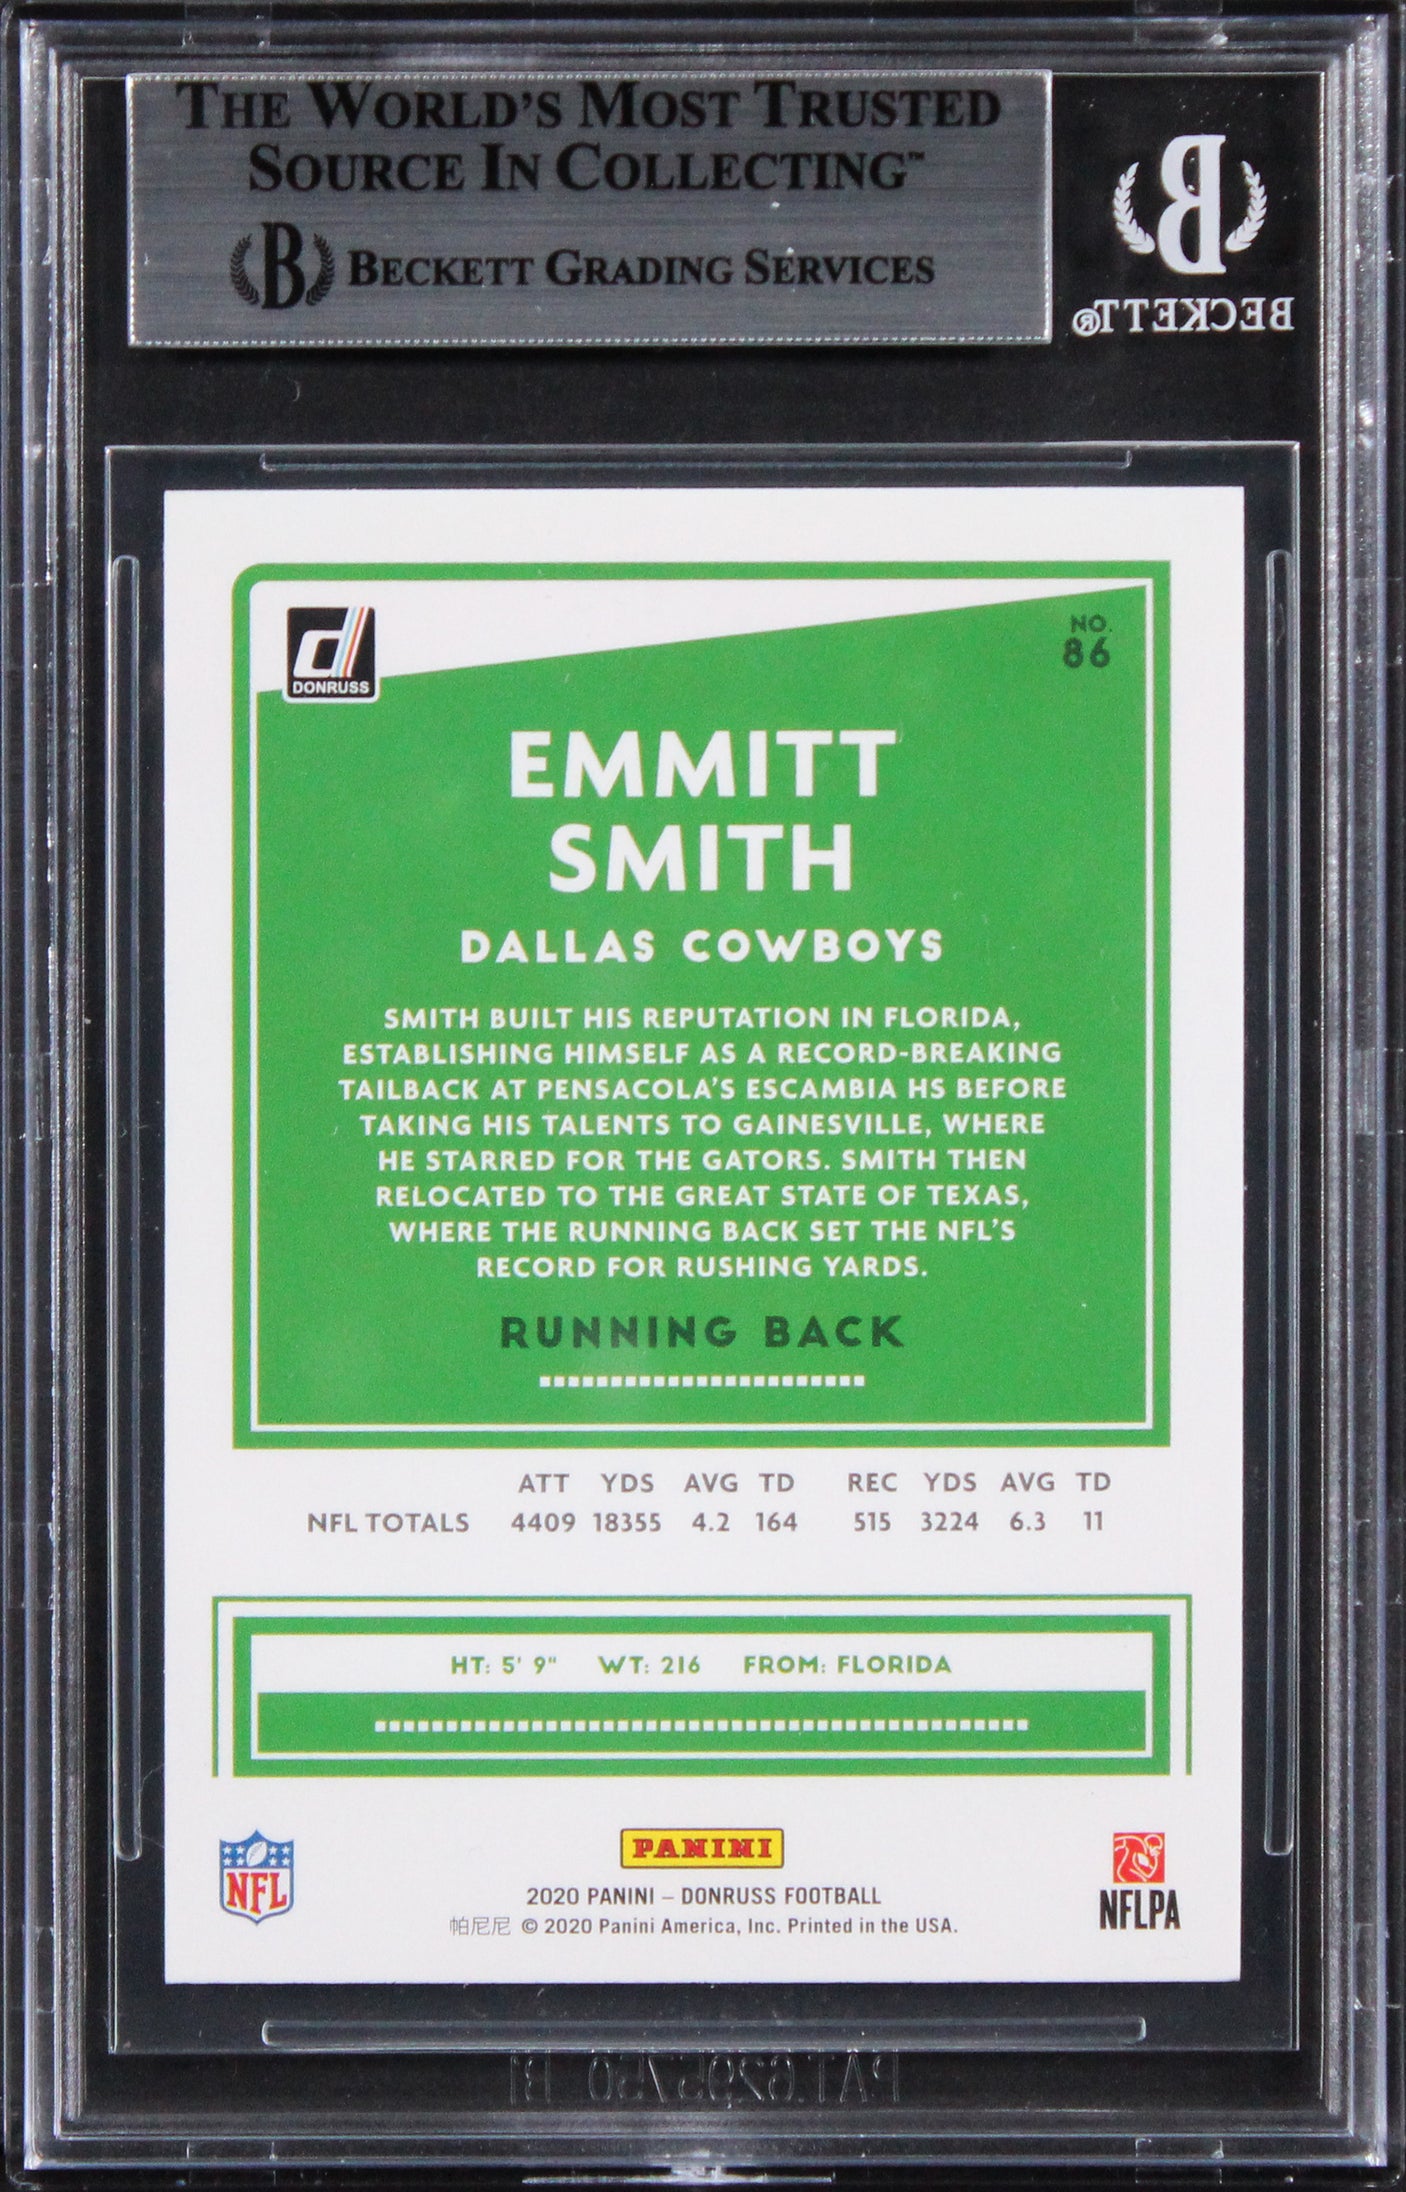 THE WORLD'S MOST TRUSTED
SOURCE IN COLLECTING™
B BECKETT GRADING SERVICES
B
BECKETT®
d
DONRUSS
NO.
86
EMMITT
SMITH
DALLAS COWBOYS
SMITH BUILT HIS REPUTATION IN FLORIDA,
ESTABLISHING HIMSELF AS A RECORD-BREAKING
TAILBACK AT PENSACOLA'S ESCAMBIA HS BEFORE
TAKING HIS TALENTS TO GAINESVILLE, WHERE
HE STARRED FOR THE GATORS. SMITH THEN
RELOCATED TO THE GREAT STATE OF TEXAS,
WHERE THE RUNNING BACK SET THE NFL'S
RECORD FOR RUSHING YARDS.
RUNNING BACK
ATT YDS AVG TD REC YDS AVG TD
NFL TOTALS 4409 18355 4.2 164 515 3224 6.3 11
HT: 5' 9" WT: 216 FROM: FLORIDA
NFL
PANINI
NFLPA
2020 PANINI – DONRUSS FOOTBALL
帕尼尼 © 2020 Panini America, Inc. Printed in the USA.
PAT.6295750 B1